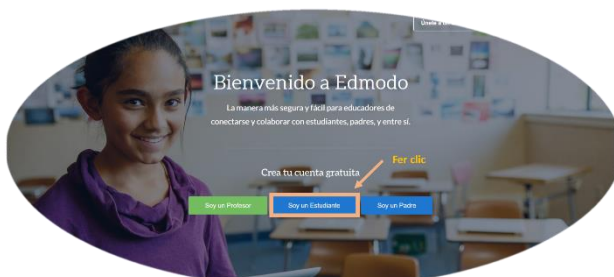 Únete a
Bienvenido a Edmodo
La manera más segura y fácil para educadores de
conectarse y colaborar con estudiantes, padres, y entre sí.
Fer clic
Crea tu cuenta gratuita
Soy un Profesor
Soy un Estudiante
Soy un Padre